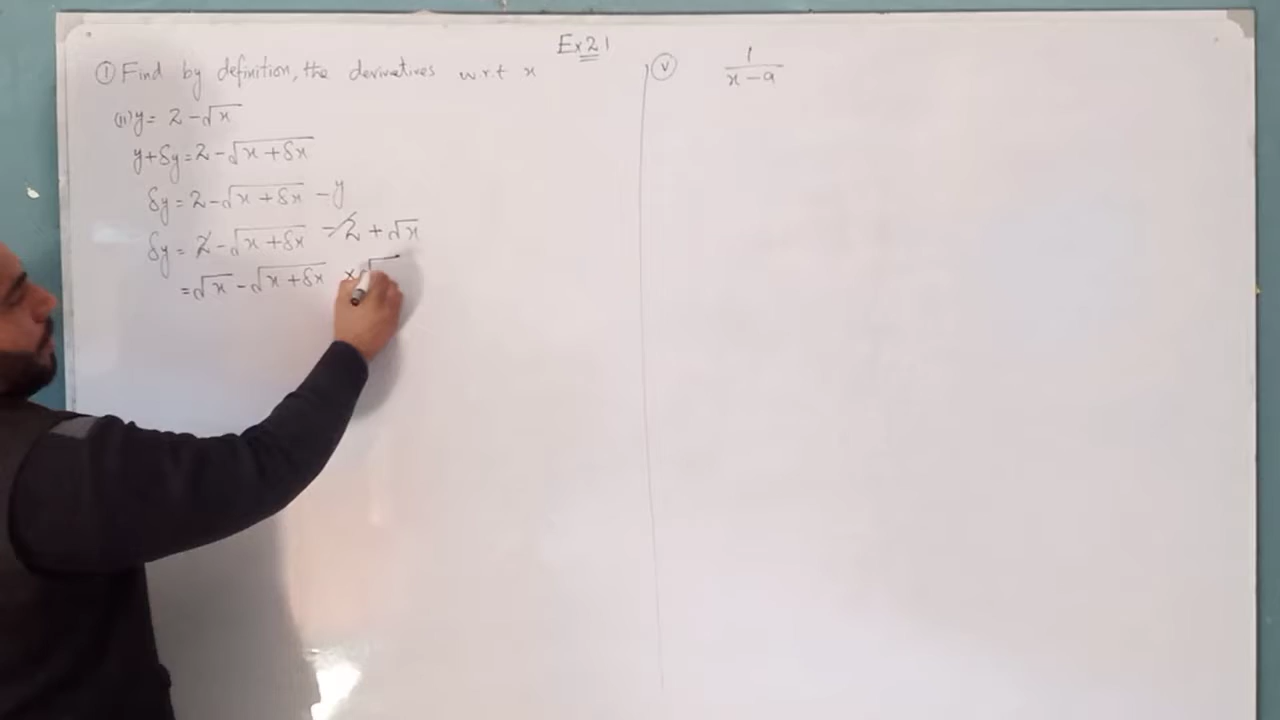 Ex 2.1
① Find by definition, the derivatives w.r.t x
(ii) y = 2 - √x
y + δy = 2 - √(x + δx)
δy = 2 - √(x + δx) - y
δy = 2 - √(x + δx) - 2 + √x
= √x - √(x + δx) × √
(v) 1/(x - a)